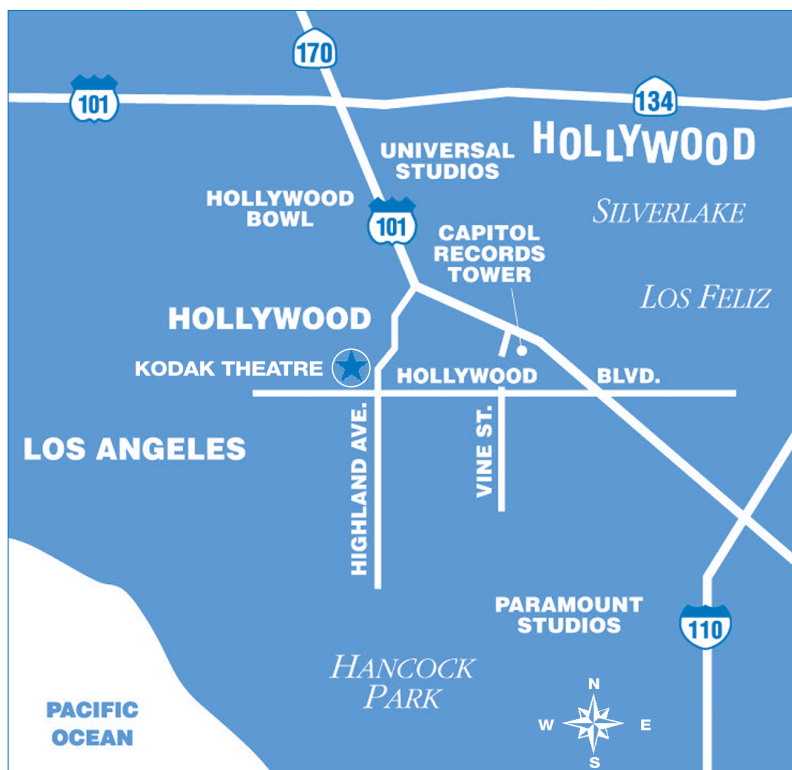 170
101
134
HOLLYWOOD
UNIVERSAL
STUDIOS
HOLLYWOOD
BOWL
101
SILVERLAKE
CAPITOL
RECORDS
TOWER
LOS FELIZ
HOLLYWOOD
KODAK THEATRE
HOLLYWOOD BLVD.
LOS ANGELES
HIGHLAND AVE.
VINE ST.
PARAMOUNT
STUDIOS
110
HANCOCK
PARK
PACIFIC
OCEAN
N
W E
S